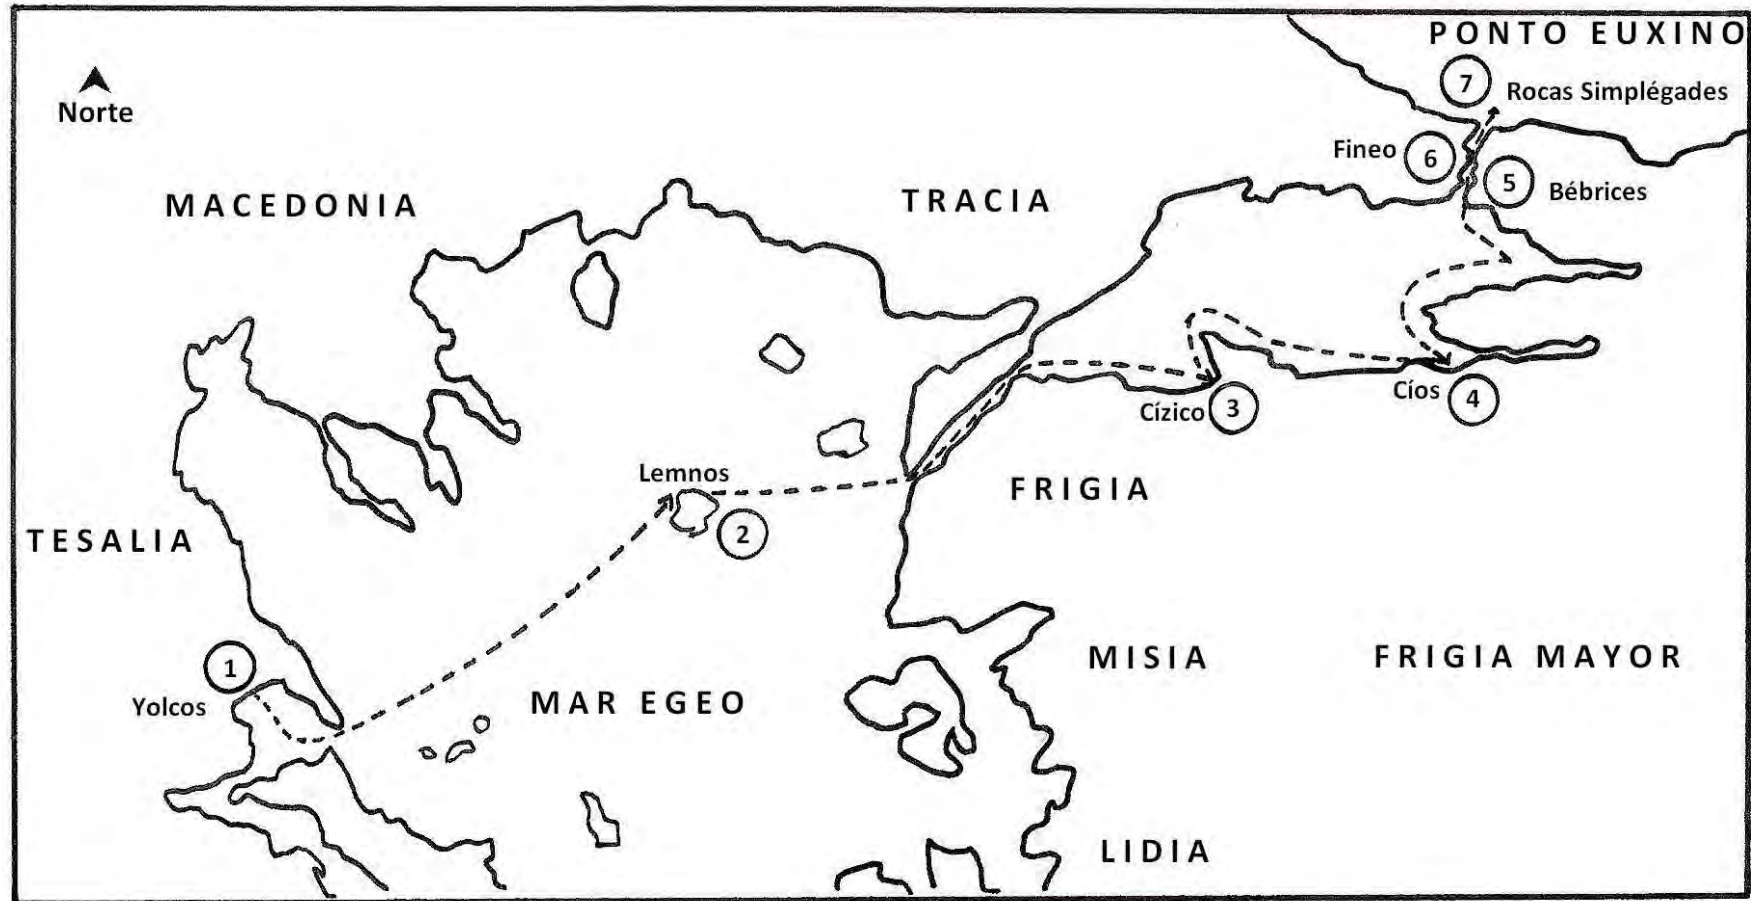 PONTO EUXINO
7
Rocas Simplégades
Norte
Fineo
6
5
Bébrices
MACEDONIA
TRACIA
Cíos
4
Cízico
3
Lemnos
2
FRIGIA
TESALIA
1
Yolcos
MAR EGEO
MISIA
FRIGIA MAYOR
LIDIA